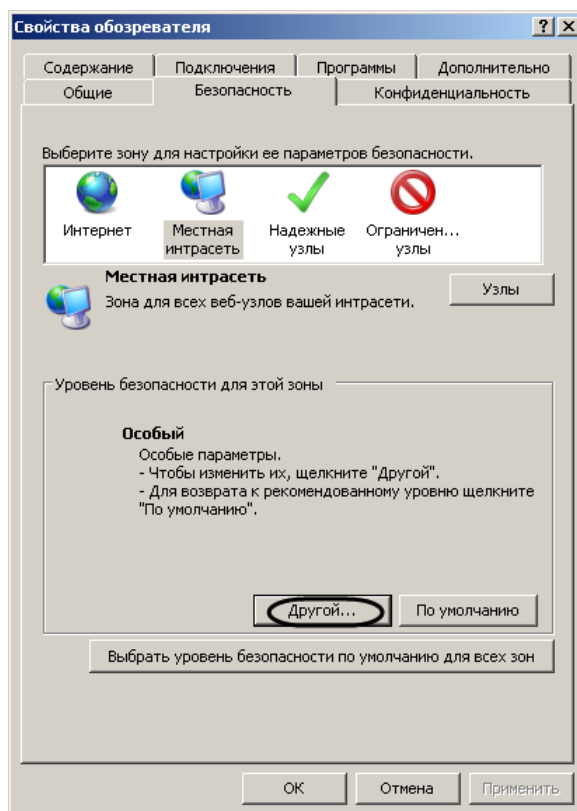 Свойства обозревателя
Содержание Подключения Программы Дополнительно
Общие Безопасность Конфиденциальность
Выберите зону для настройки ее параметров безопасности.
Интернет Местная интрасеть Надежные узлы Ограничен... узлы
Местная интрасеть
Зона для всех веб-узлов вашей интрасети.
Узлы
Уровень безопасности для этой зоны
Особый
Особые параметры.
- Чтобы изменить их, щелкните "Другой".
- Для возврата к рекомендованному уровню щелкните
"По умолчанию".
Другой... По умолчанию
Выбрать уровень безопасности по умолчанию для всех зон
ОК Отмена Применить